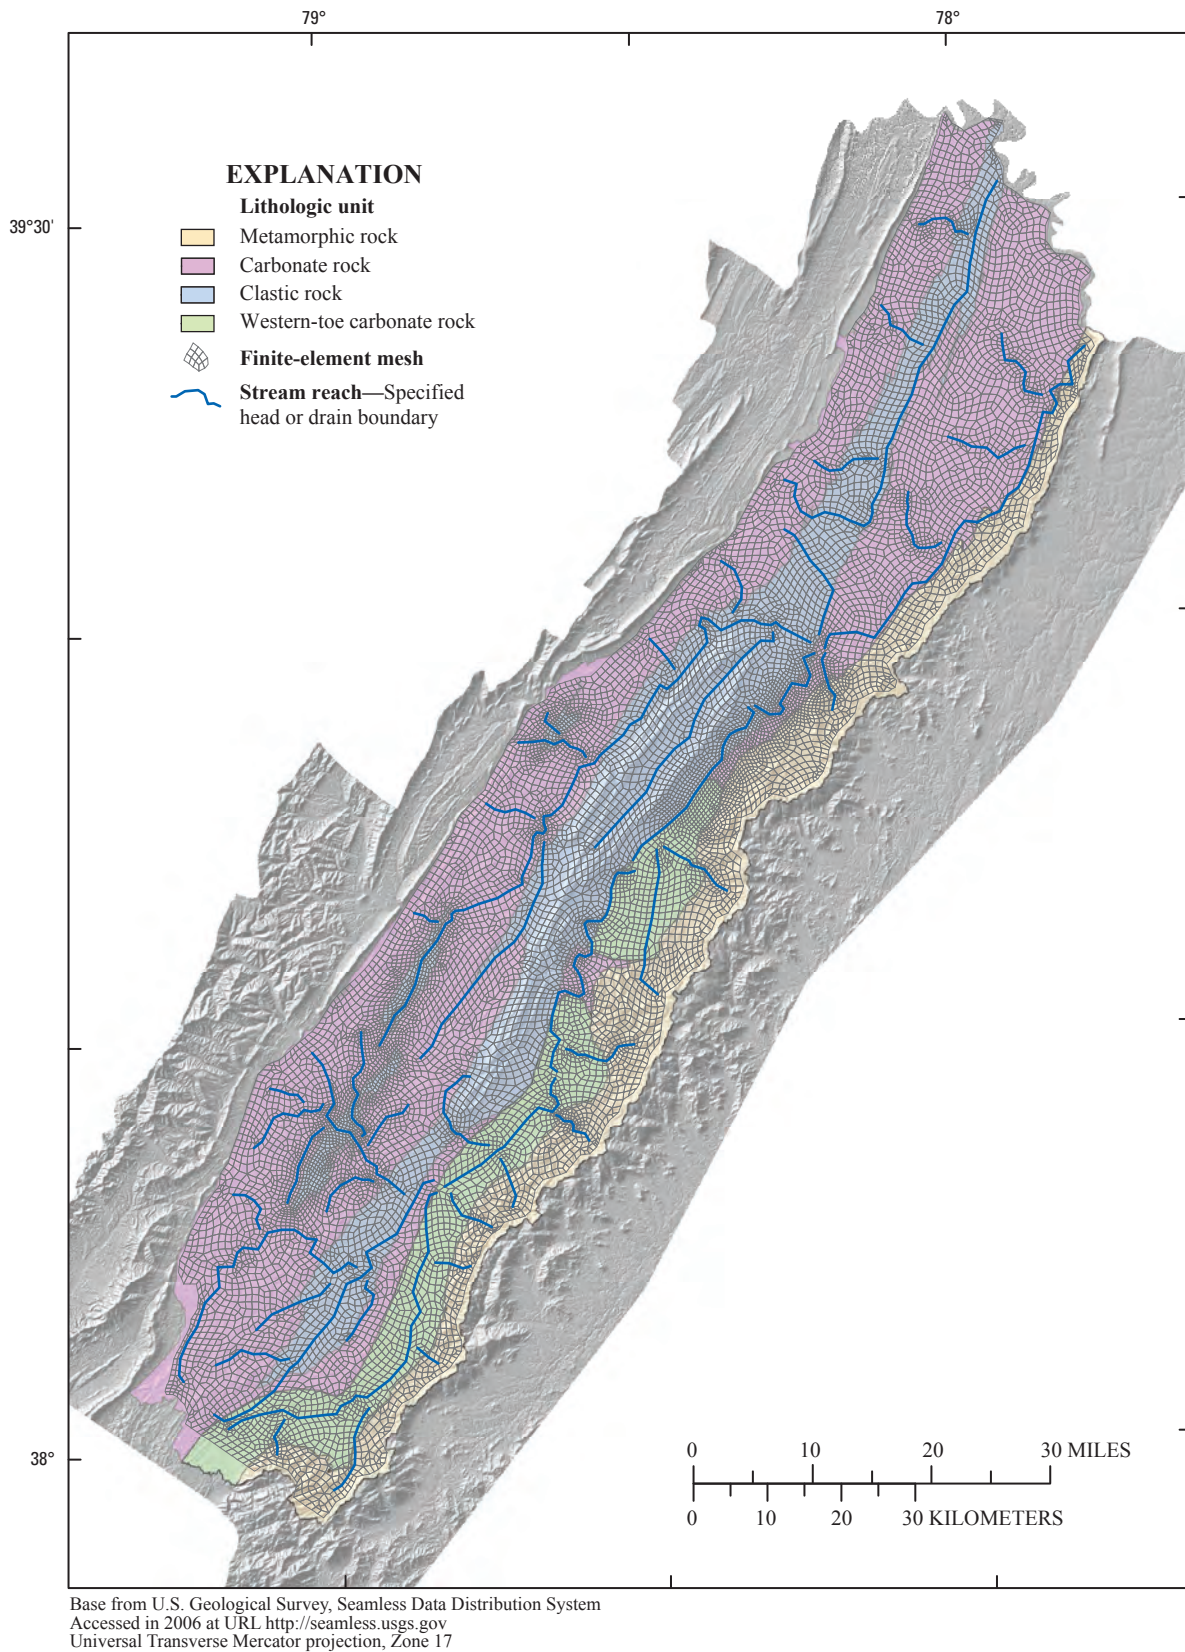 79°
78°
39°30'
EXPLANATION
Lithologic unit
Metamorphic rock
Carbonate rock
Clastic rock
Western-toe carbonate rock
Finite-element mesh
Stream reach—Specified
head or drain boundary
38°
0 10 20 30 MILES
0 10 20 30 KILOMETERS
Base from U.S. Geological Survey, Seamless Data Distribution System
Accessed in 2006 at URL http://seamless.usgs.gov
Universal Transverse Mercator projection, Zone 17